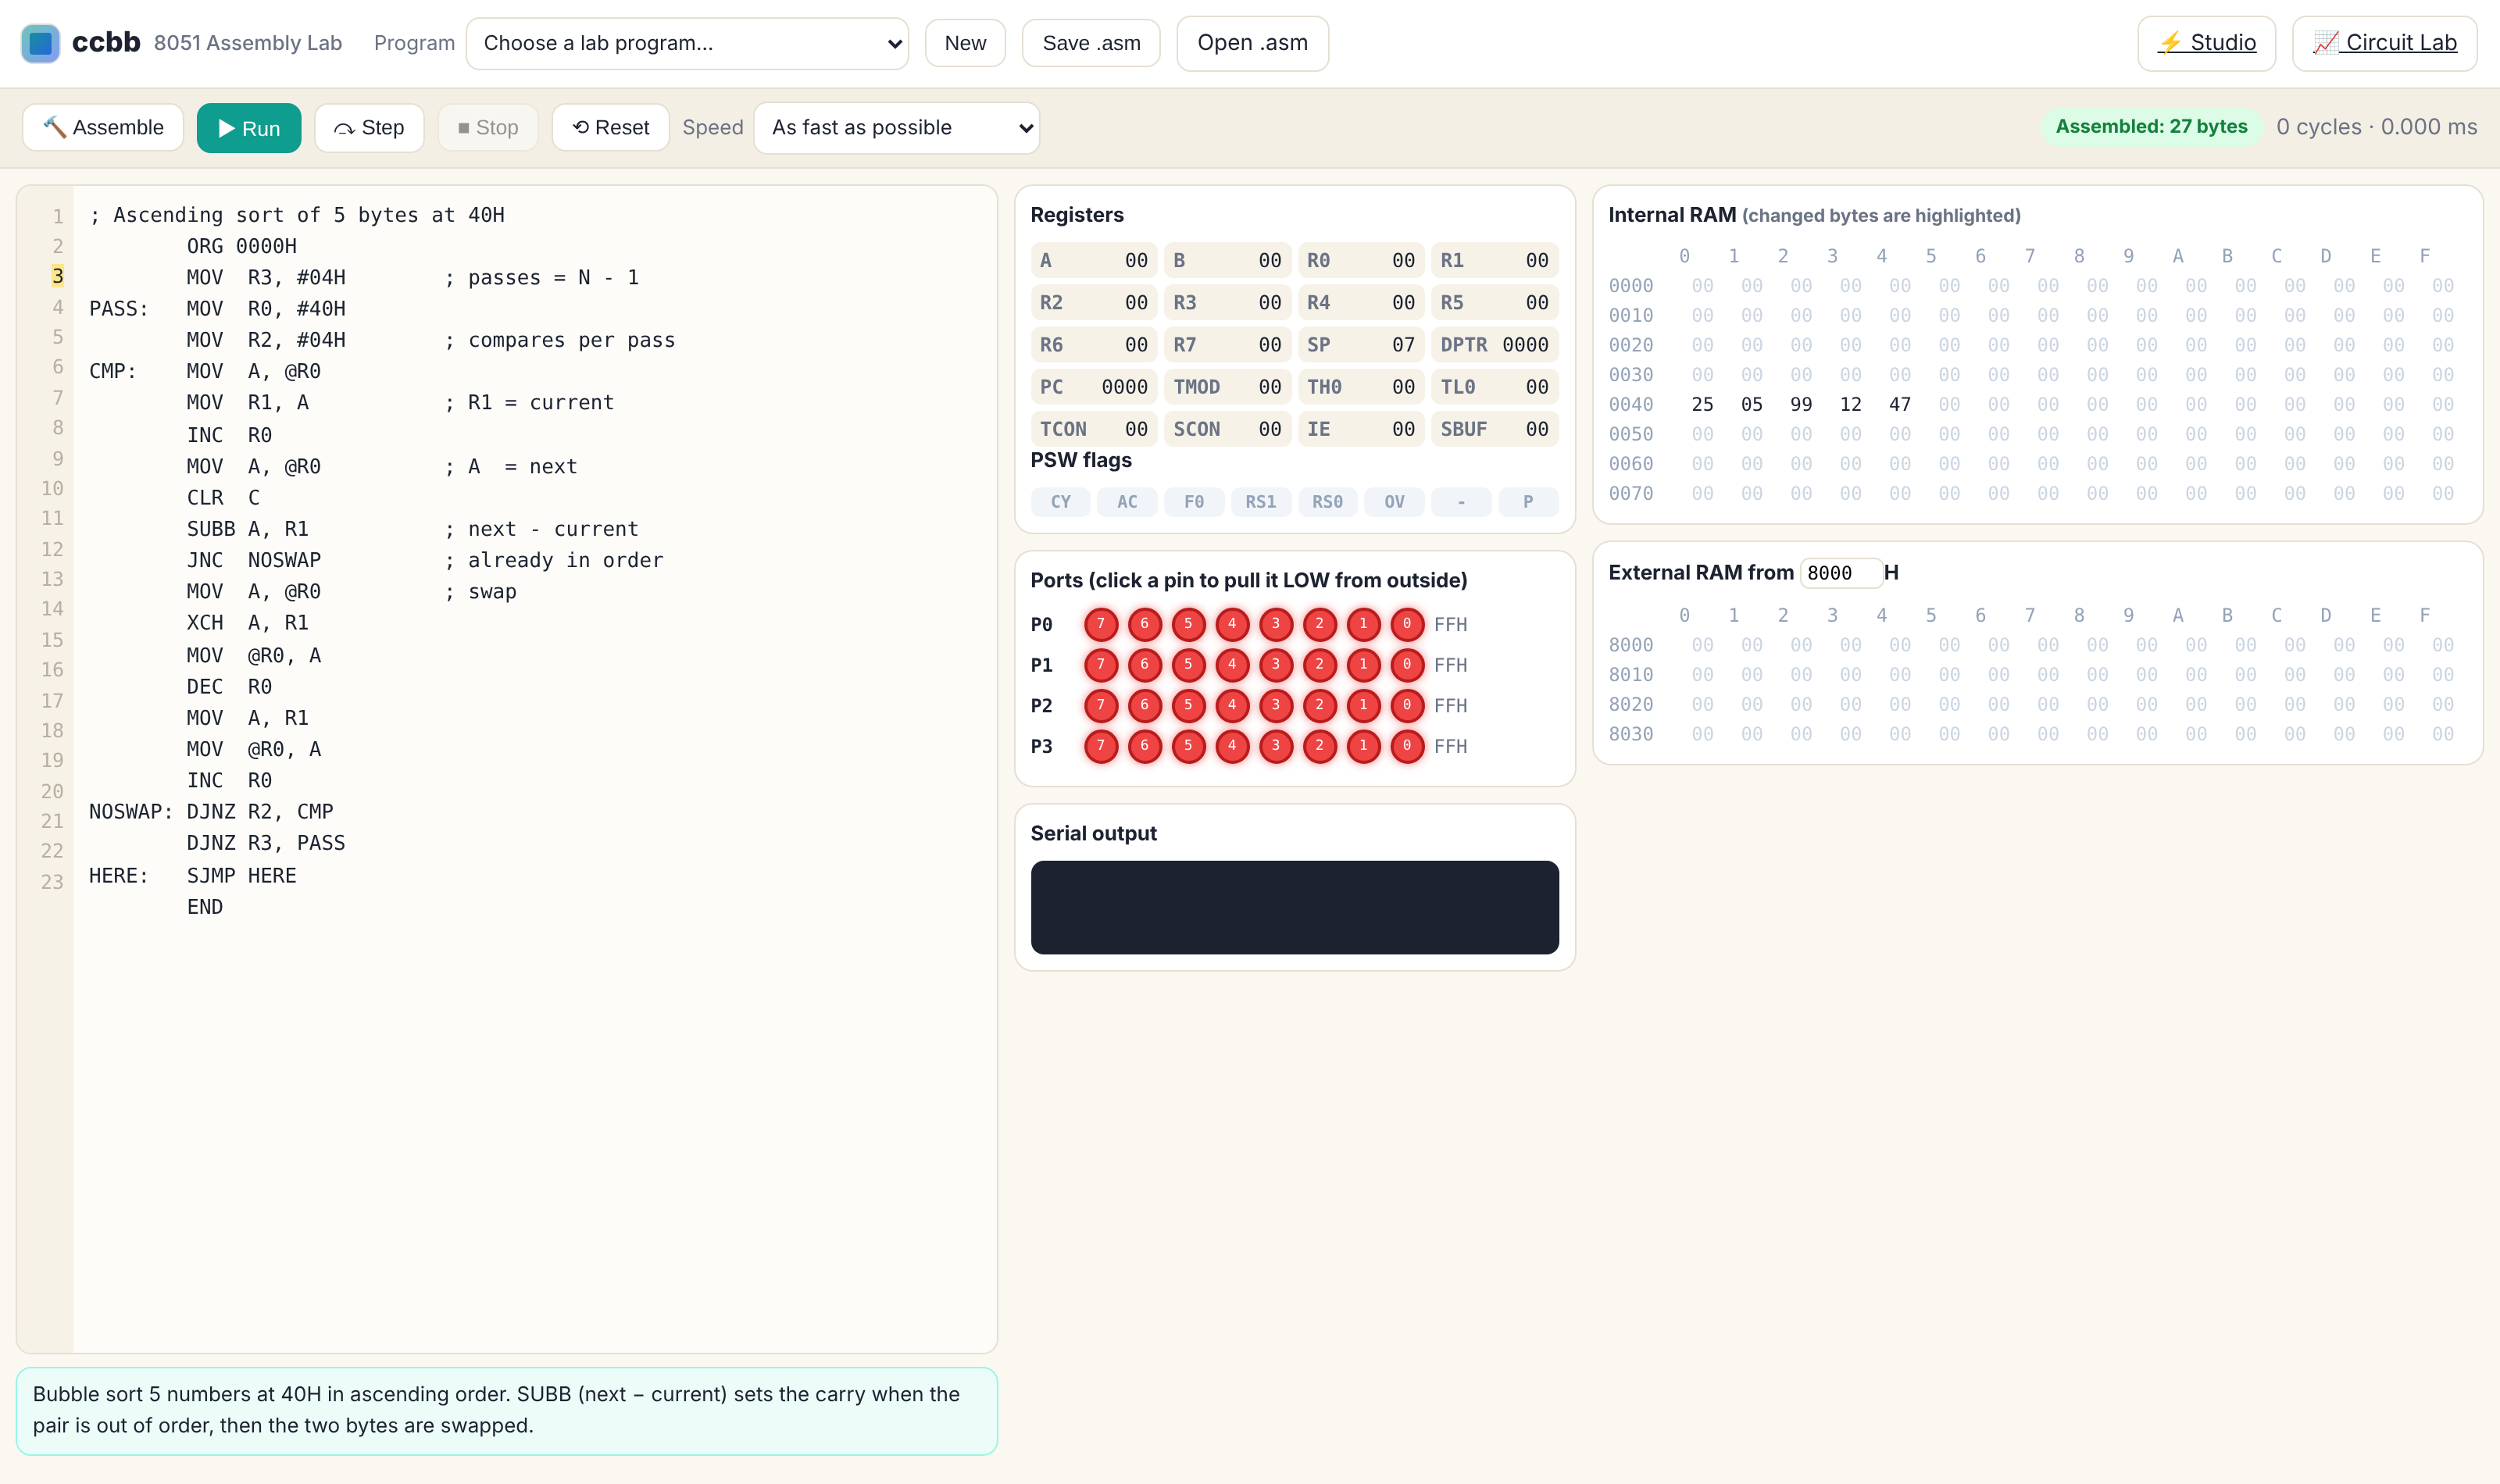 ccbb 8051 Assembly Lab Program Choose a lab program... New Save .asm Open .asm ⚡ Studio 📈 Circuit Lab
🔨 Assemble ▶ Run Step ■ Stop ⟲ Reset Speed As fast as possible Assembled: 27 bytes 0 cycles · 0.000 ms
1 ; Ascending sort of 5 bytes at 40H
2 ORG 0000H
3 MOV R3, #04H ; passes = N - 1
4 PASS: MOV R0, #40H
5 MOV R2, #04H ; compares per pass
6 CMP: MOV A, @R0
7 MOV R1, A ; R1 = current
8 INC R0
9 MOV A, @R0 ; A = next
10 CLR C
11 SUBB A, R1 ; next - current
12 JNC NOSWAP ; already in order
13 MOV A, @R0 ; swap
14 XCH A, R1
15 MOV @R0, A
16 DEC R0
17 MOV A, R1
18 MOV @R0, A
19 INC R0
20 NOSWAP: DJNZ R2, CMP
21 DJNZ R3, PASS
22 HERE: SJMP HERE
23 END
Bubble sort 5 numbers at 40H in ascending order. SUBB (next − current) sets the carry when the
pair is out of order, then the two bytes are swapped.
Registers
A 00 B 00 R0 00 R1 00
R2 00 R3 00 R4 00 R5 00
R6 00 R7 00 SP 07 DPTR 0000
PC 0000 TMOD 00 TH0 00 TL0 00
TCON 00 SCON 00 IE 00 SBUF 00
PSW flags
CY AC F0 RS1 RS0 OV - P
Ports (click a pin to pull it LOW from outside)
P0 7 6 5 4 3 2 1 0 FFH
P1 7 6 5 4 3 2 1 0 FFH
P2 7 6 5 4 3 2 1 0 FFH
P3 7 6 5 4 3 2 1 0 FFH
Serial output
Internal RAM (changed bytes are highlighted)
0 1 2 3 4 5 6 7 8 9 A B C D E F
0000 00 00 00 00 00 00 00 00 00 00 00 00 00 00 00 00
0010 00 00 00 00 00 00 00 00 00 00 00 00 00 00 00 00
0020 00 00 00 00 00 00 00 00 00 00 00 00 00 00 00 00
0030 00 00 00 00 00 00 00 00 00 00 00 00 00 00 00 00
0040 25 05 99 12 47 00 00 00 00 00 00 00 00 00 00 00
0050 00 00 00 00 00 00 00 00 00 00 00 00 00 00 00 00
0060 00 00 00 00 00 00 00 00 00 00 00 00 00 00 00 00
0070 00 00 00 00 00 00 00 00 00 00 00 00 00 00 00 00
External RAM from 8000 H
0 1 2 3 4 5 6 7 8 9 A B C D E F
8000 00 00 00 00 00 00 00 00 00 00 00 00 00 00 00 00
8010 00 00 00 00 00 00 00 00 00 00 00 00 00 00 00 00
8020 00 00 00 00 00 00 00 00 00 00 00 00 00 00 00 00
8030 00 00 00 00 00 00 00 00 00 00 00 00 00 00 00 00